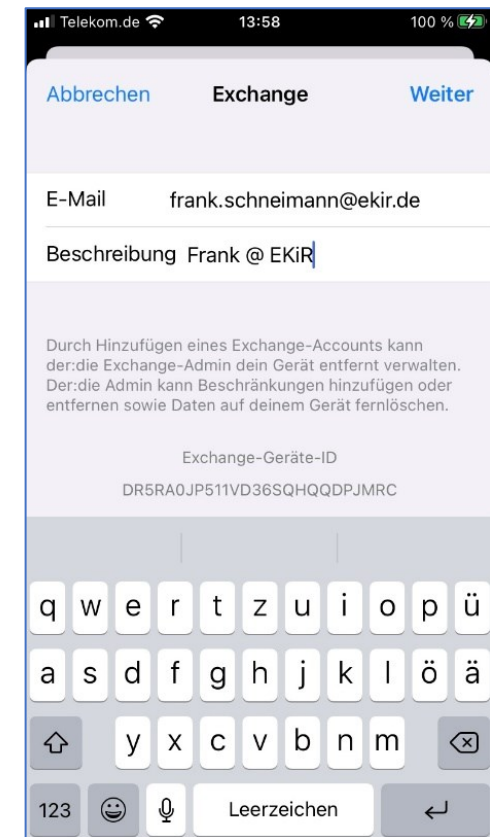 Telekom.de 13:58 100 %
Abbrechen Exchange Weiter
E-Mail frank.schneimann@ekir.de
Beschreibung Frank @ EKiR
Durch Hinzufügen eines Exchange-Accounts kann
der:die Exchange-Admin dein Gerät entfernt verwalten.
Der:die Admin kann Beschränkungen hinzufügen oder
entfernen sowie Daten auf deinem Gerät fernlöschen.
Exchange-Geräte-ID
DR5RA0JP511VD36SQHQQDPJMRC
q w e r t z u i o p ü
a s d f g h j k l ö ä
y x c v b n m
123 Leerzeichen